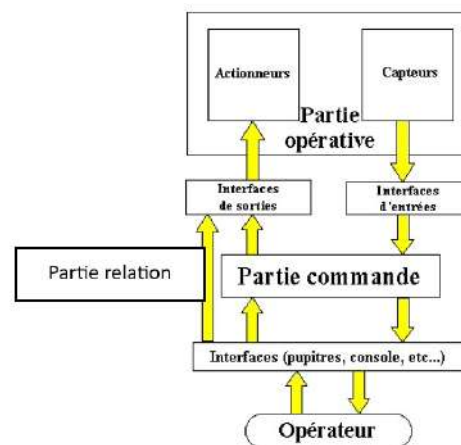 Actionneurs
Capteurs
Partie
opérative
Interfaces
de sorties
Interfaces
d'entrées
Partie relation
Partie commande
Interfaces (pupitres, console, etc...)
Opérateur